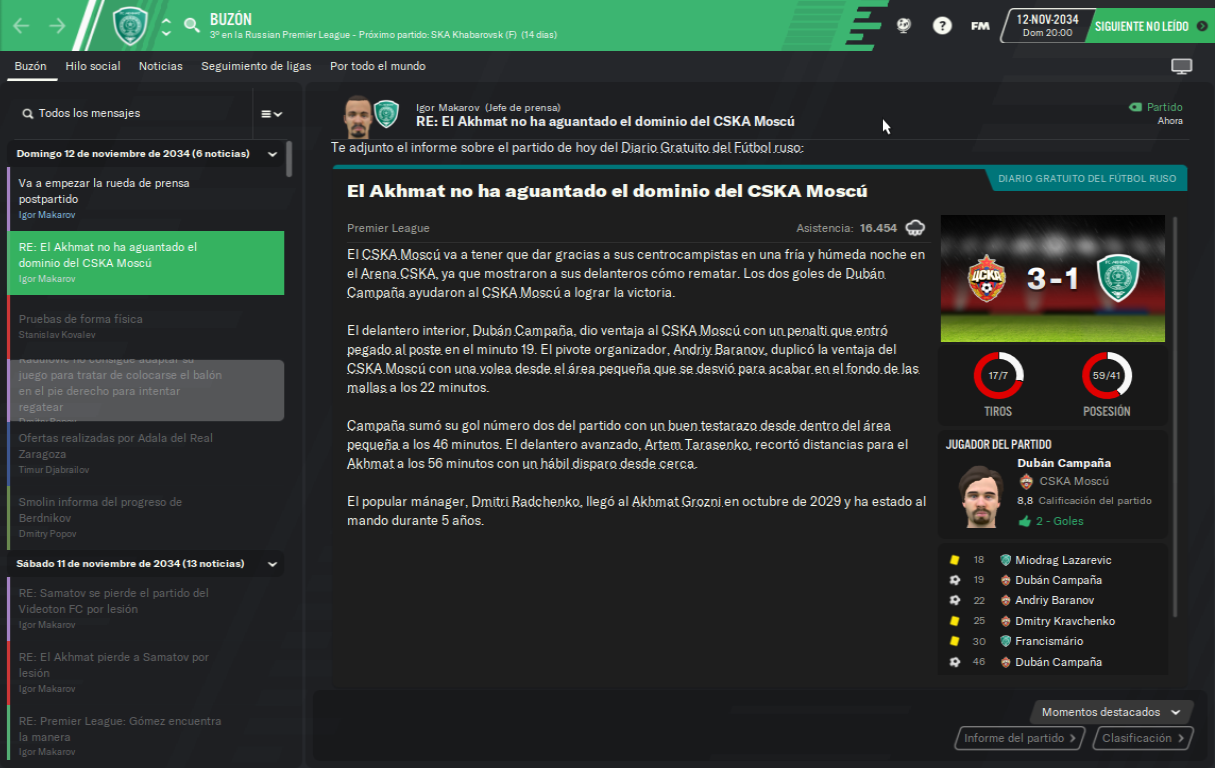 BUZÓN
3º en la Russian Premier League - Próximo partido: SKA Khabarovsk (F) (14 días)
?
FM
12-NOV-2034
Dom 20:00
SIGUIENTE NO LEÍDO
Buzón
Hilo social
Noticias
Seguimiento de ligas
Por todo el mundo
Todos los mensajes
Domingo 12 de noviembre de 2034 (6 noticias)
Va a empezar la rueda de prensa
postpartido
Igor Makarov
RE: El Akhmat no ha aguantado el
dominio del CSKA Moscú
Igor Makarov
Pruebas de forma física
Stanislav Kovalev
Radulovic no consigue adaptar su
juego para tratar de colocarse el balón
en el pie derecho para intentar
regatear
Dmitry Popov
Ofertas realizadas por Adala del Real
Zaragoza
Timur Djabrailov
Smolin informa del progreso de
Berdnikov
Dmitry Popov
Sábado 11 de noviembre de 2034 (13 noticias)
RE: Samatov se pierde el partido del
Videoton FC por lesión
Igor Makarov
RE: El Akhmat pierde a Samatov por
lesión
Igor Makarov
RE: Premier League: Gómez encuentra
la manera
Igor Makarov
Igor Makarov (Jefe de prensa)
RE: El Akhmat no ha aguantado el dominio del CSKA Moscú
Partido
Ahora
Te adjunto el informe sobre el partido de hoy del Diario Gratuito del Fútbol ruso:
DIARIO GRATUITO DEL FÚTBOL RUSO
El Akhmat no ha aguantado el dominio del CSKA Moscú
Premier League
Asistencia: 16.454
El CSKA Moscú va a tener que dar gracias a sus centrocampistas en una fría y húmeda noche en
el Arena CSKA, ya que mostraron a sus delanteros cómo rematar. Los dos goles de Dubán
Campaña ayudaron al CSKA Moscú a lograr la victoria.
El delantero interior, Dubán Campaña, dio ventaja al CSKA Moscú con un penalti que entró
pegado al poste en el minuto 19. El pivote organizador, Andriy Baranov, duplicó la ventaja del
CSKA Moscú con una volea desde el área pequeña que se desvió para acabar en el fondo de las
mallas a los 22 minutos.
Campaña sumó su gol número dos del partido con un buen testarazo desde dentro del área
pequeña a los 46 minutos. El delantero avanzado, Artem Tarasenko, recortó distancias para el
Akhmat a los 56 minutos con un hábil disparo desde cerca.
El popular mánager, Dmitri Radchenko, llegó al Akhmat Grozni en octubre de 2029 y ha estado al
mando durante 5 años.
ЦСКА
3-1
17/7
TIROS
59/41
POSESIÓN
JUGADOR DEL PARTIDO
Dubán Campaña
CSKA Moscú
8,8 Calificación del partido
2 - Goles
18 Miodrag Lazarevic
19 Dubán Campaña
22 Andriy Baranov
25 Dmitry Kravchenko
30 Francismário
46 Dubán Campaña
Momentos destacados
Informe del partido
Clasificación